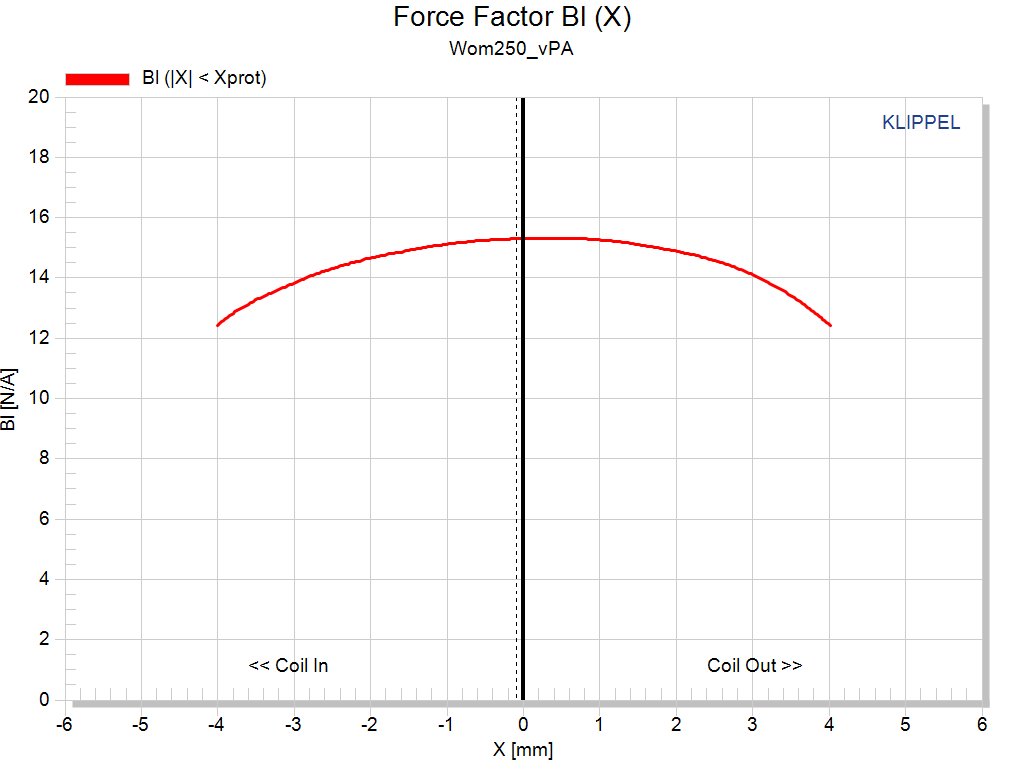 Force Factor Bl (X)
Wom250_vPA
Bl (|X| < Xprot)
KLIPPEL
20
18
16
14
12
10
8
6
4
2
0
Bl [N/A]
<< Coil In
Coil Out >>
-6 -5 -4 -3 -2 -1 0 1 2 3 4 5 6
X [mm]